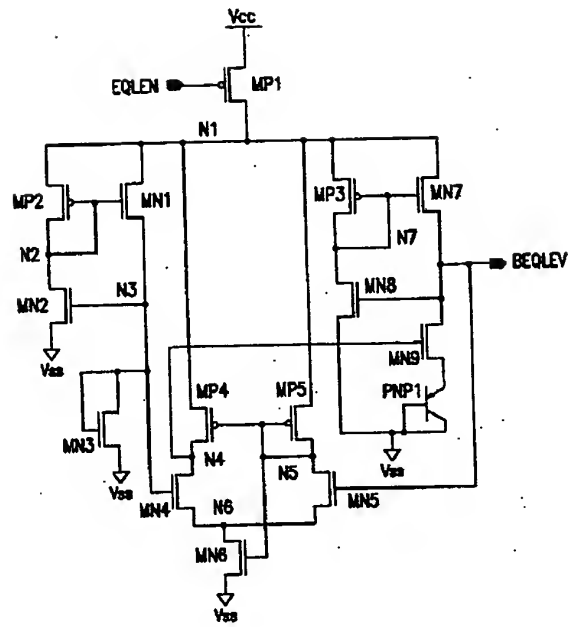 Vcc
EQLEN
MP1
N1
MP2
MN1
MP3
MN7
N2
N7
BEQLEV
MN2
N3
MN8
Vss
MN9
MP4
MP5
PNP1
MN3
Vss
N4
N5
Vss
MN4
N6
MN5
MN6
Vss